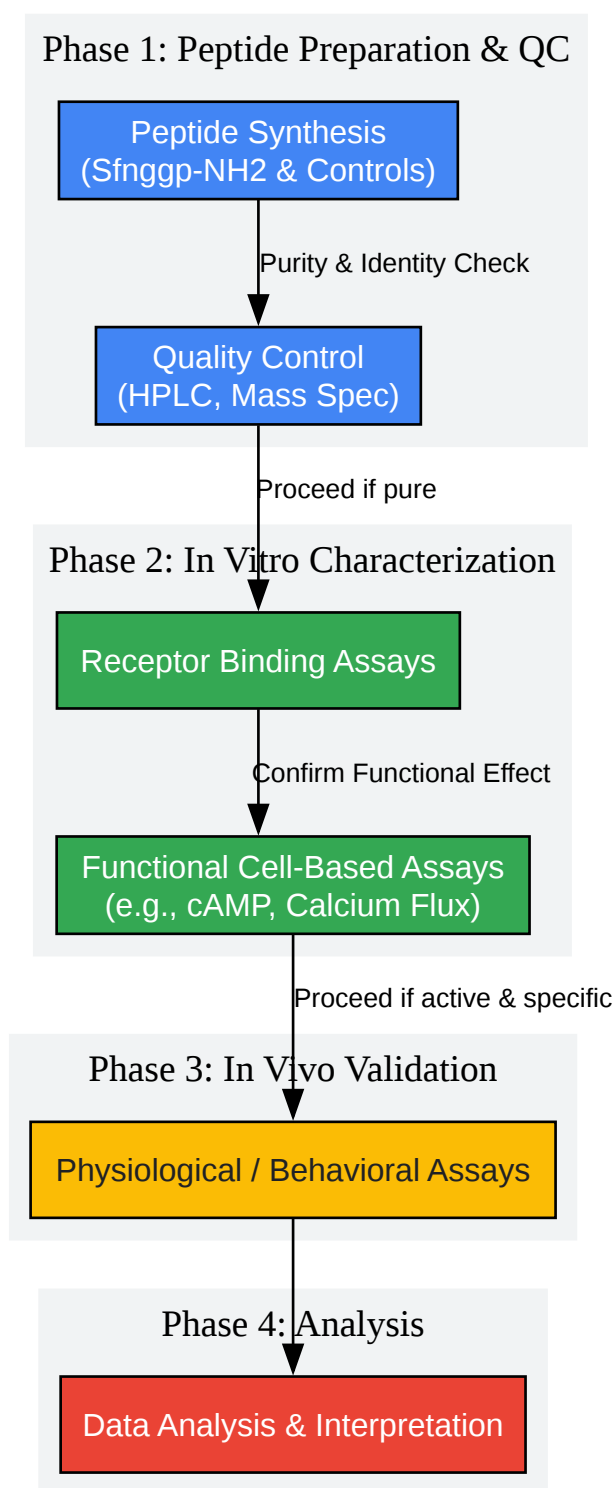 Phase 1: Peptide Preparation & QC
Peptide Synthesis
(Sfnggp-NH2 & Controls)
Purity & Identity Check
Quality Control
(HPLC, Mass Spec)
Proceed if pure
Phase 2: In Vitro Characterization
Receptor Binding Assays
Confirm Functional Effect
Functional Cell-Based Assays
(e.g., cAMP, Calcium Flux)
Proceed if active & specific
Phase 3: In Vivo Validation
Physiological / Behavioral Assays
Phase 4: Analysis
Data Analysis & Interpretation